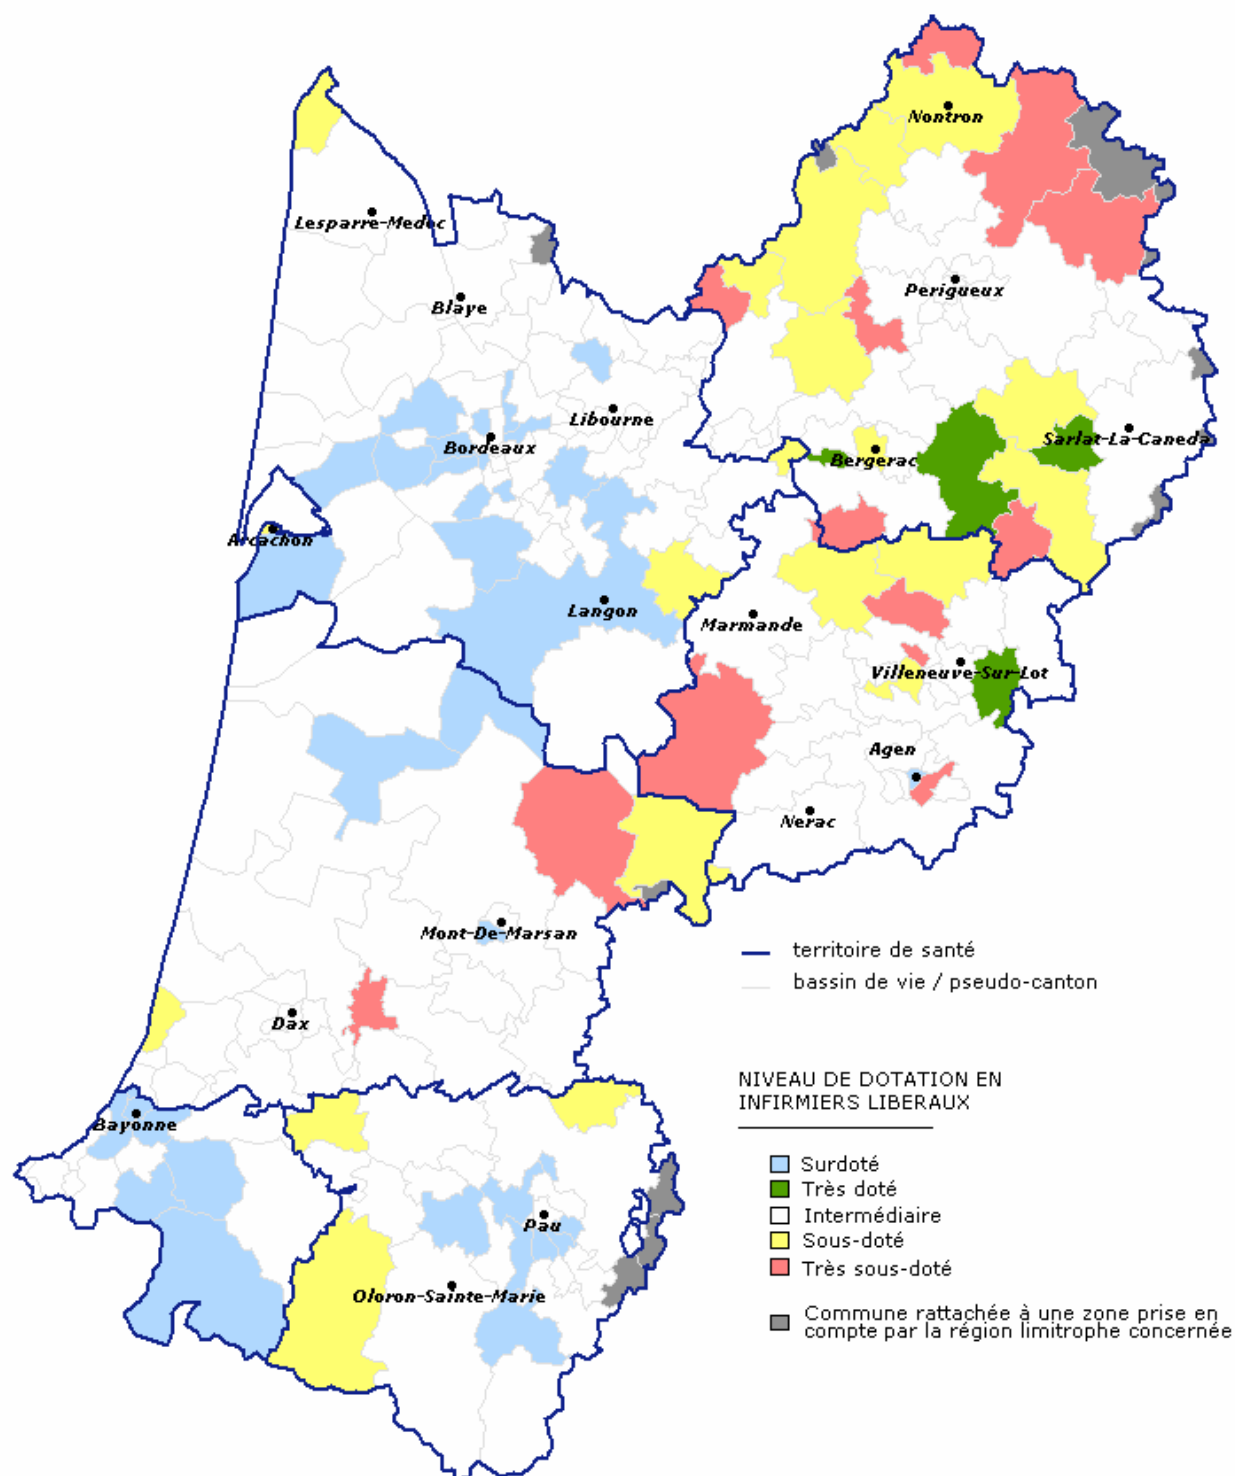 Nontron
Lesparre-Medoc
Perigueux
Blaye
Libourne
Bordeaux
Sarlat-La-Caneda
Bergerac
Arcachon
Langon
Marmande
Villeneuve-Sur-Lot
Agen
Nerac
Mont-De-Marsan
Dax
Bayonne
Pau
Oloron-Sainte-Marie
territoire de santé
bassin de vie / pseudo-canton
NIVEAU DE DOTATION EN
INFIRMIERS LIBERAUX
Surdoté
Très doté
Intermédiaire
Sous-doté
Très sous-doté
Commune rattachée à une zone prise en
compte par la région limitrophe concernée